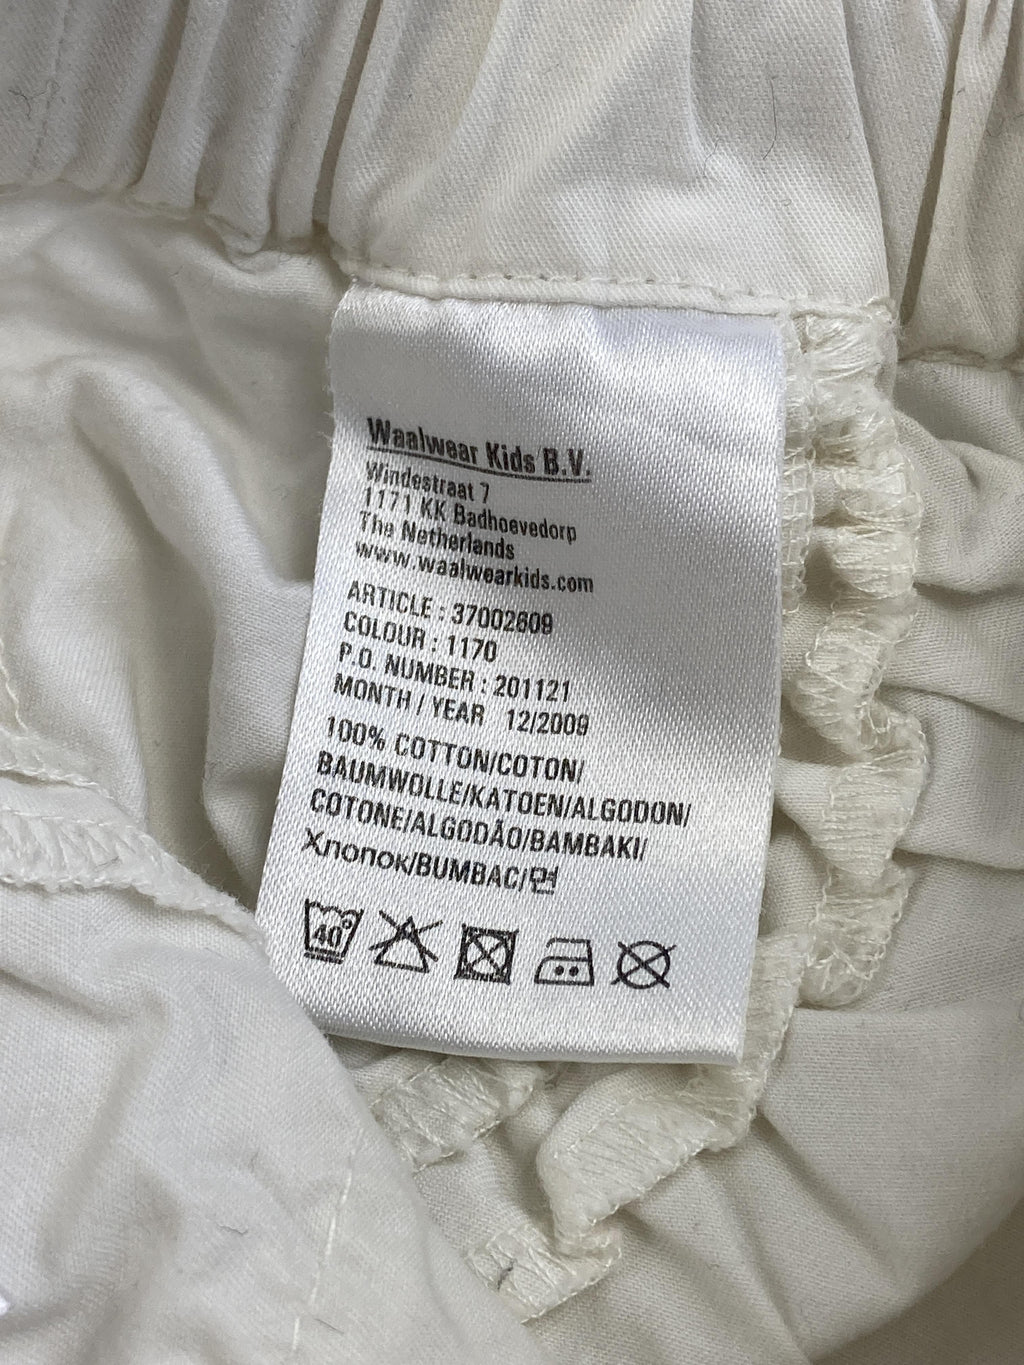 Waalwear Kids B.V.
Windestraat 7
1171 KK Badhoevedorp
The Netherlands
www.waalwearkids.com
ARTICLE : 37002609
COLOUR : 1170
P.O. NUMBER : 201121
MONTH / YEAR 12/2009
100% COTTON/COTON/
BAUMWOLLE/KATOEN/ALGODON/
COTONE/ALGODÃO/BAMBAKI/
Хлопок/BUMBAC/면
40°